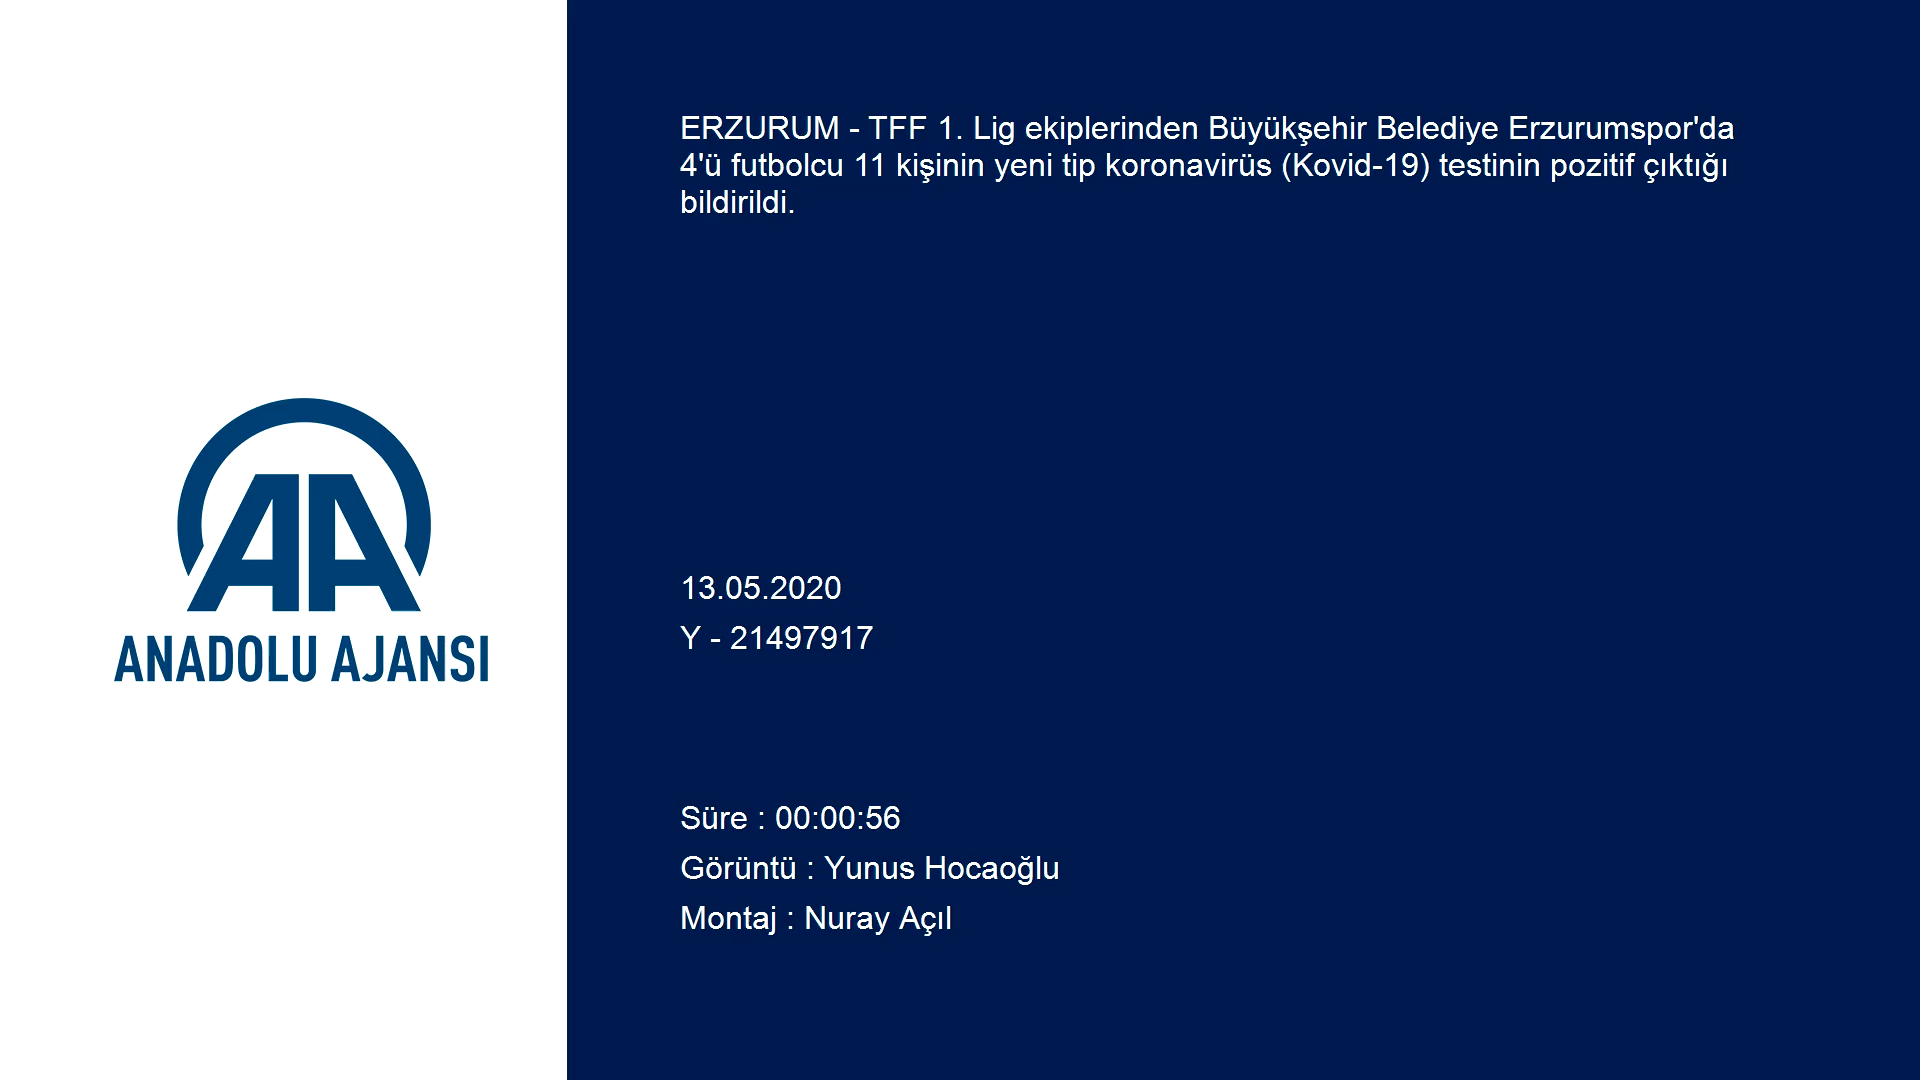 ERZURUM - TFF 1. Lig ekiplerinden Büyükşehir Belediye Erzurumspor'da
4'ü futbolcu 11 kişinin yeni tip koronavirüs (Kovid-19) testinin pozitif çıktığı
bildirildi.
AA
ANADOLU AJANSI
13.05.2020
Y - 21497917
Süre : 00:00:56
Görüntü : Yunus Hocaoğlu
Montaj : Nuray Açıl